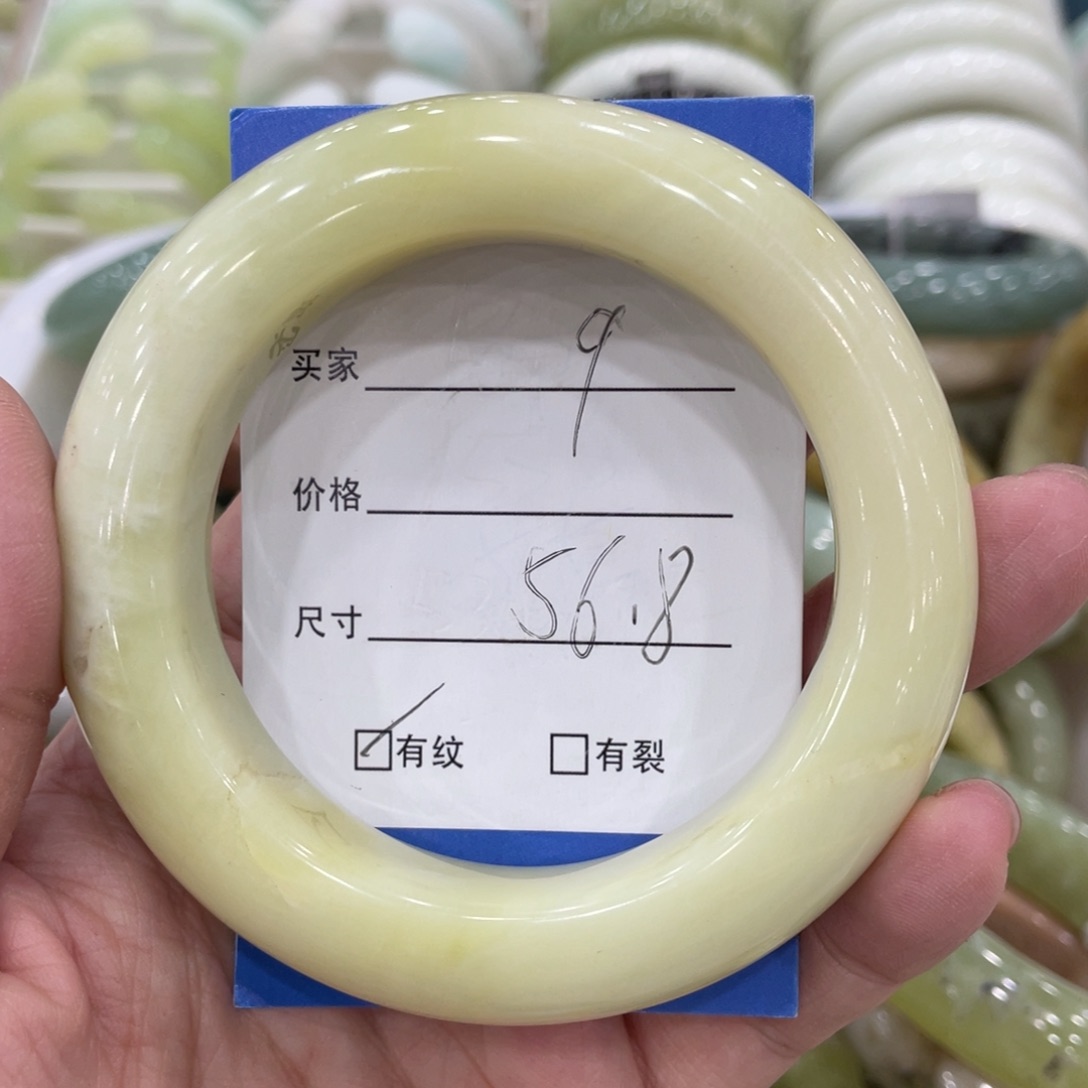 买家 9
价格
尺寸 56.8
☑有纹 ☐有裂